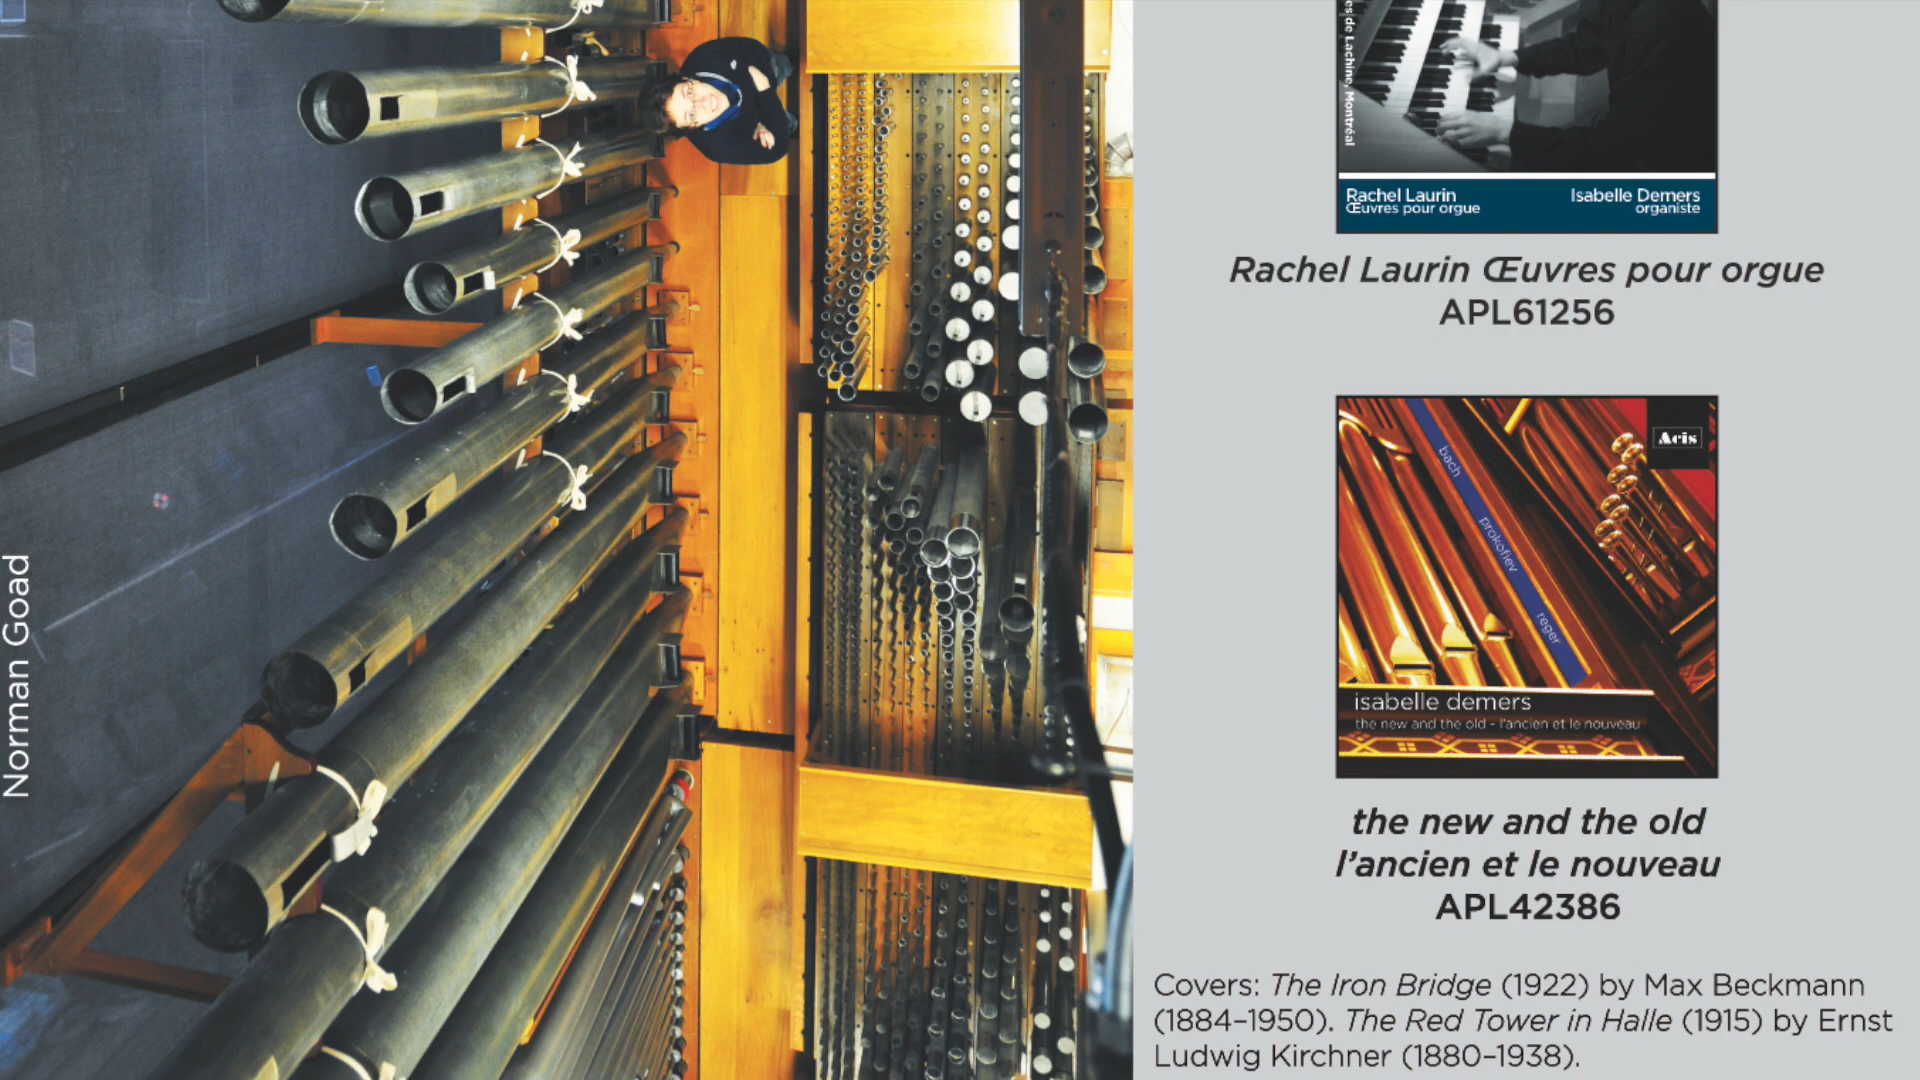 Norman Goad
es de Lachine, Montréal
Rachel Laurin
Œuvres pour orgue
Isabelle Demers
organiste
Rachel Laurin Œuvres pour orgue
APL61256
Acis
bach
prokofiev
reger
isabelle demers
the new and the old - l'ancien et le nouveau
the new and the old
l’ancien et le nouveau
APL42386
Covers: The Iron Bridge (1922) by Max Beckmann
(1884–1950). The Red Tower in Halle (1915) by Ernst
Ludwig Kirchner (1880–1938).